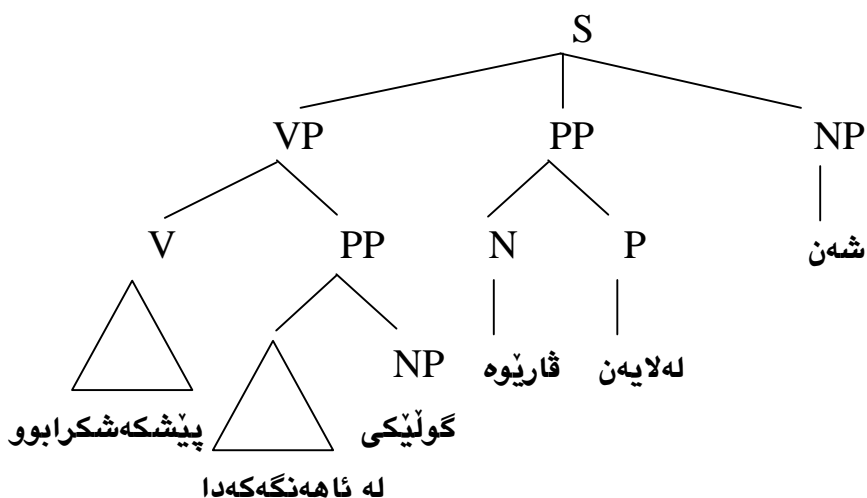 S
VP PP NP
V PP N P شەن
NP ڤارێوە لەلایەن
پێشکەشکرابوو گوڵێکی
لە ئاهەنگەکەدا